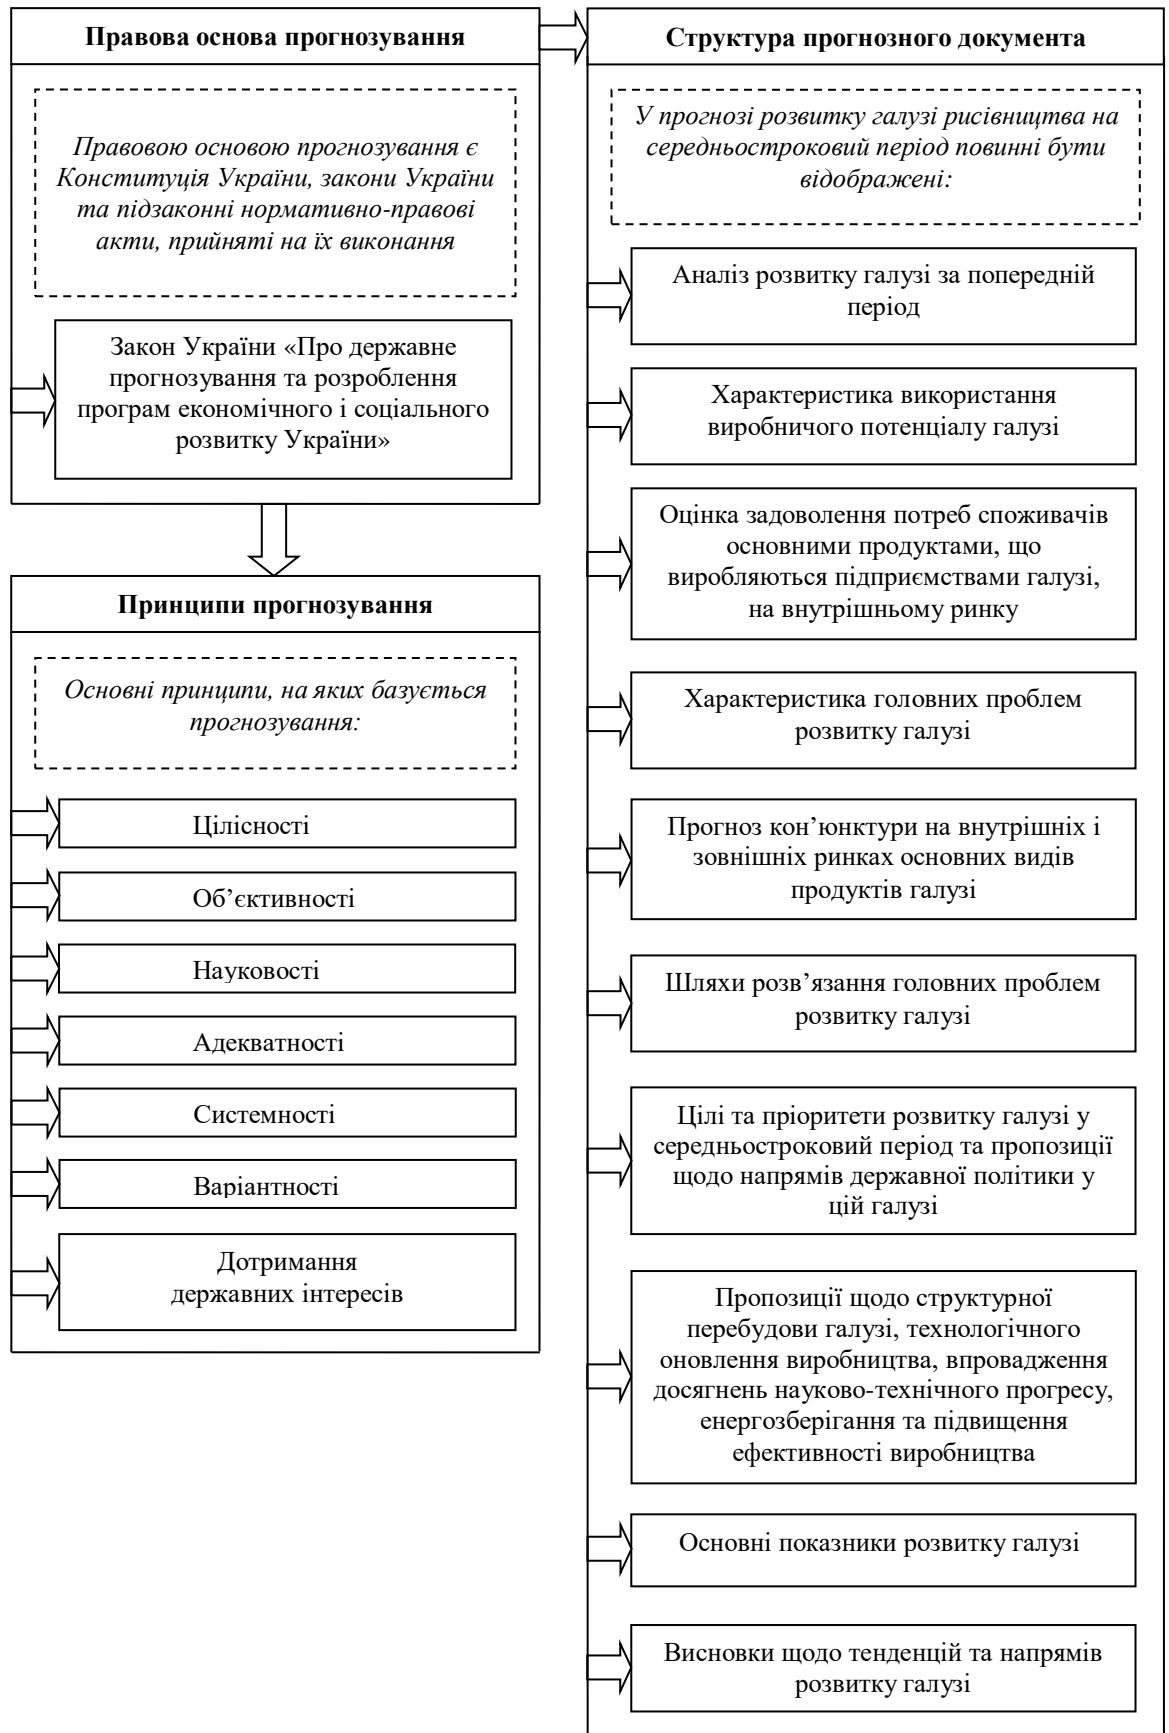 Правова основа прогнозування
Правовою основою прогнозування є
Конституція України, закони України
та підзаконні нормативно-правові
акти, прийняті на їх виконання
Закон України «Про державне
прогнозування та розроблення
програм економічного і соціального
розвитку України»
Принципи прогнозування
Основні принципи, на яких базується
прогнозування:
Цілісності
Об’єктивності
Науковості
Адекватності
Системності
Варіантності
Дотримання
державних інтересів
Структура прогнозного документа
У прогнозі розвитку галузі рисівництва на
середньостроковий період повинні бути
відображені:
Аналіз розвитку галузі за попередній
період
Характеристика використання
виробничого потенціалу галузі
Оцінка задоволення потреб споживачів
основними продуктами, що
виробляються підприємствами галузі,
на внутрішньому ринку
Характеристика головних проблем
розвитку галузі
Прогноз кон’юнктури на внутрішніх і
зовнішніх ринках основних видів
продуктів галузі
Шляхи розв’язання головних проблем
розвитку галузі
Цілі та пріоритети розвитку галузі у
середньостроковий період та пропозиції
щодо напрямів державної політики у
цій галузі
Пропозиції щодо структурної
перебудови галузі, технологічного
оновлення виробництва, впровадження
досягнень науково-технічного прогресу,
енергозберігання та підвищення
ефективності виробництва
Основні показники розвитку галузі
Висновки щодо тенденцій та напрямів
розвитку галузі